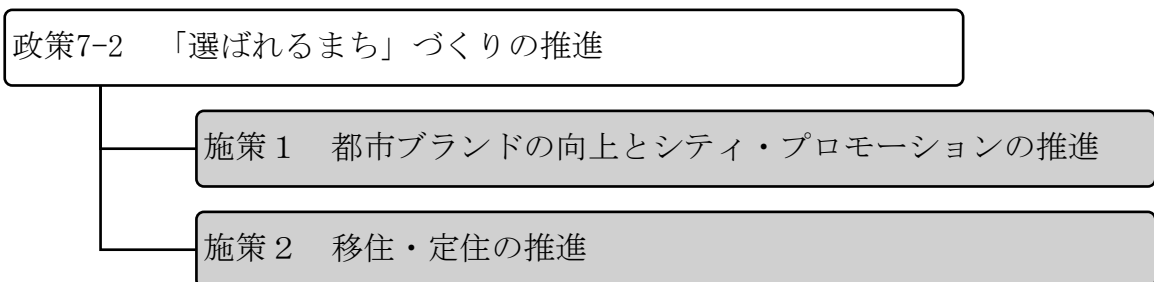 政策7-2　「選ばれるまち」づくりの推進
施策１　都市ブランドの向上とシティ・プロモーションの推進
施策２　移住・定住の推進